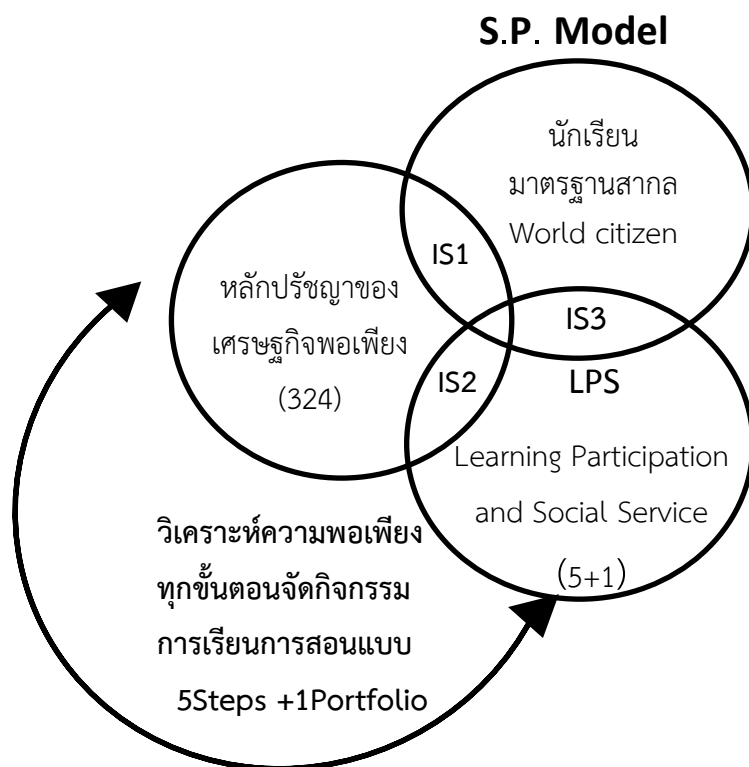 S.P. Model
นักเรียน
มาตรฐานสากล
World citizen
IS1
หลักปรัชญาของ
เศรษฐกิจพอเพียง
(324)
IS3
IS2
LPS
Learning Participation
and Social Service
(5+1)
วิเคราะห์ความพอเพียง
ทุกขั้นตอนจัดกิจกรรม
การเรียนการสอนแบบ
5Steps +1Portfolio